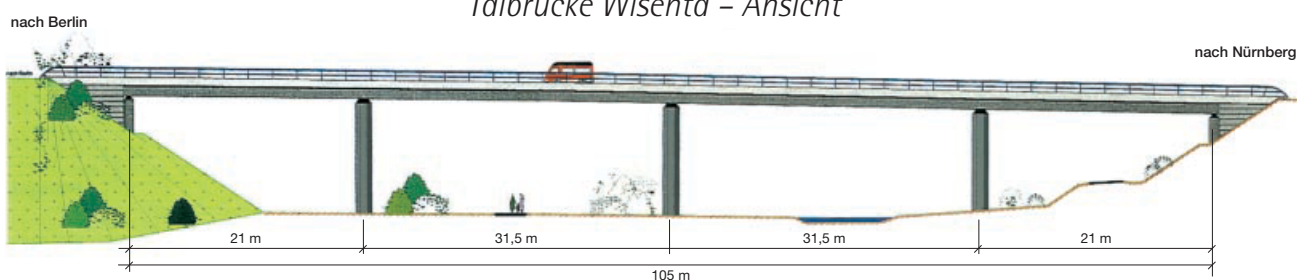 Talbrücke Wisenta – Ansicht
nach Berlin
nach Nürnberg
21 m
31,5 m
31,5 m
21 m
105 m